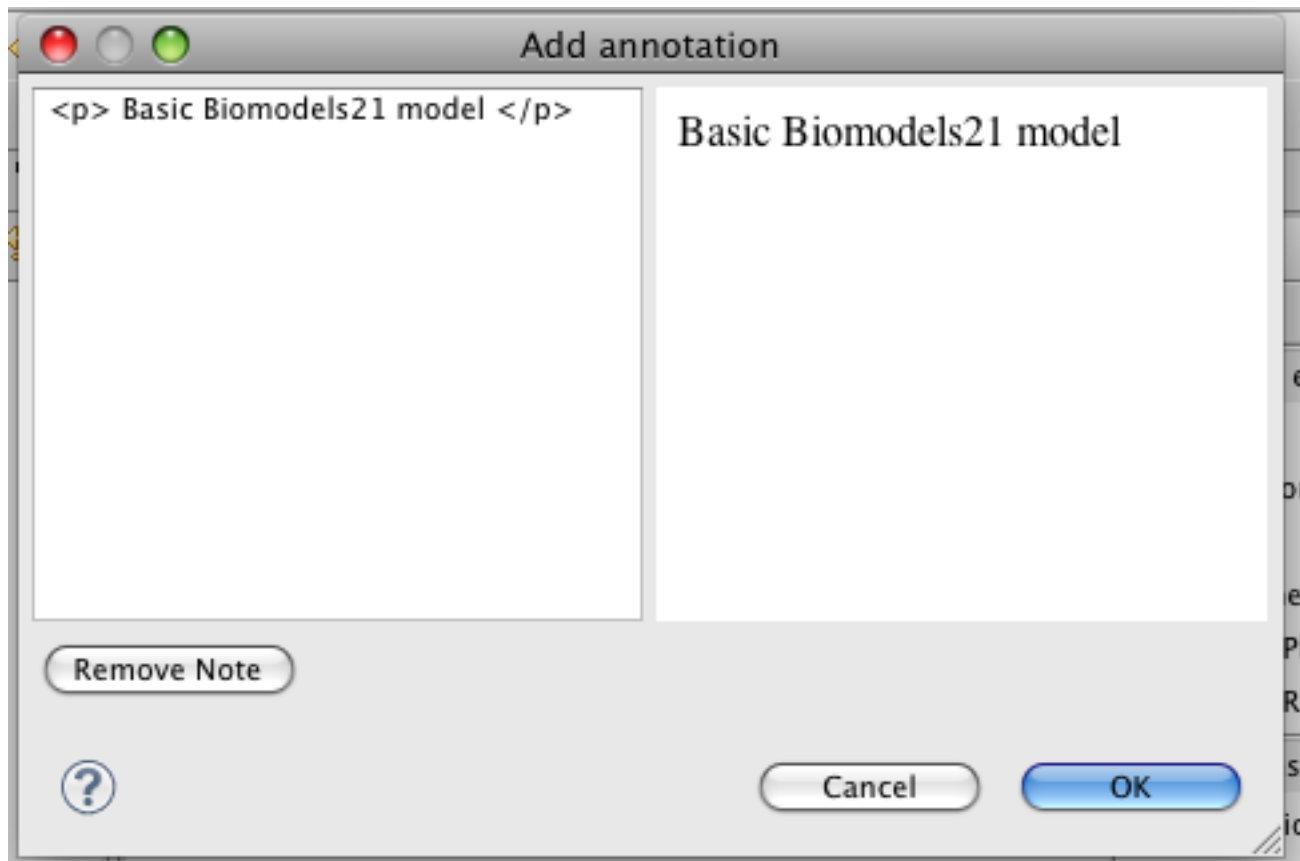 Add annotation
<p> Basic Biomodels21 model </p>
Basic Biomodels21 model
Remove Note
?
Cancel
OK